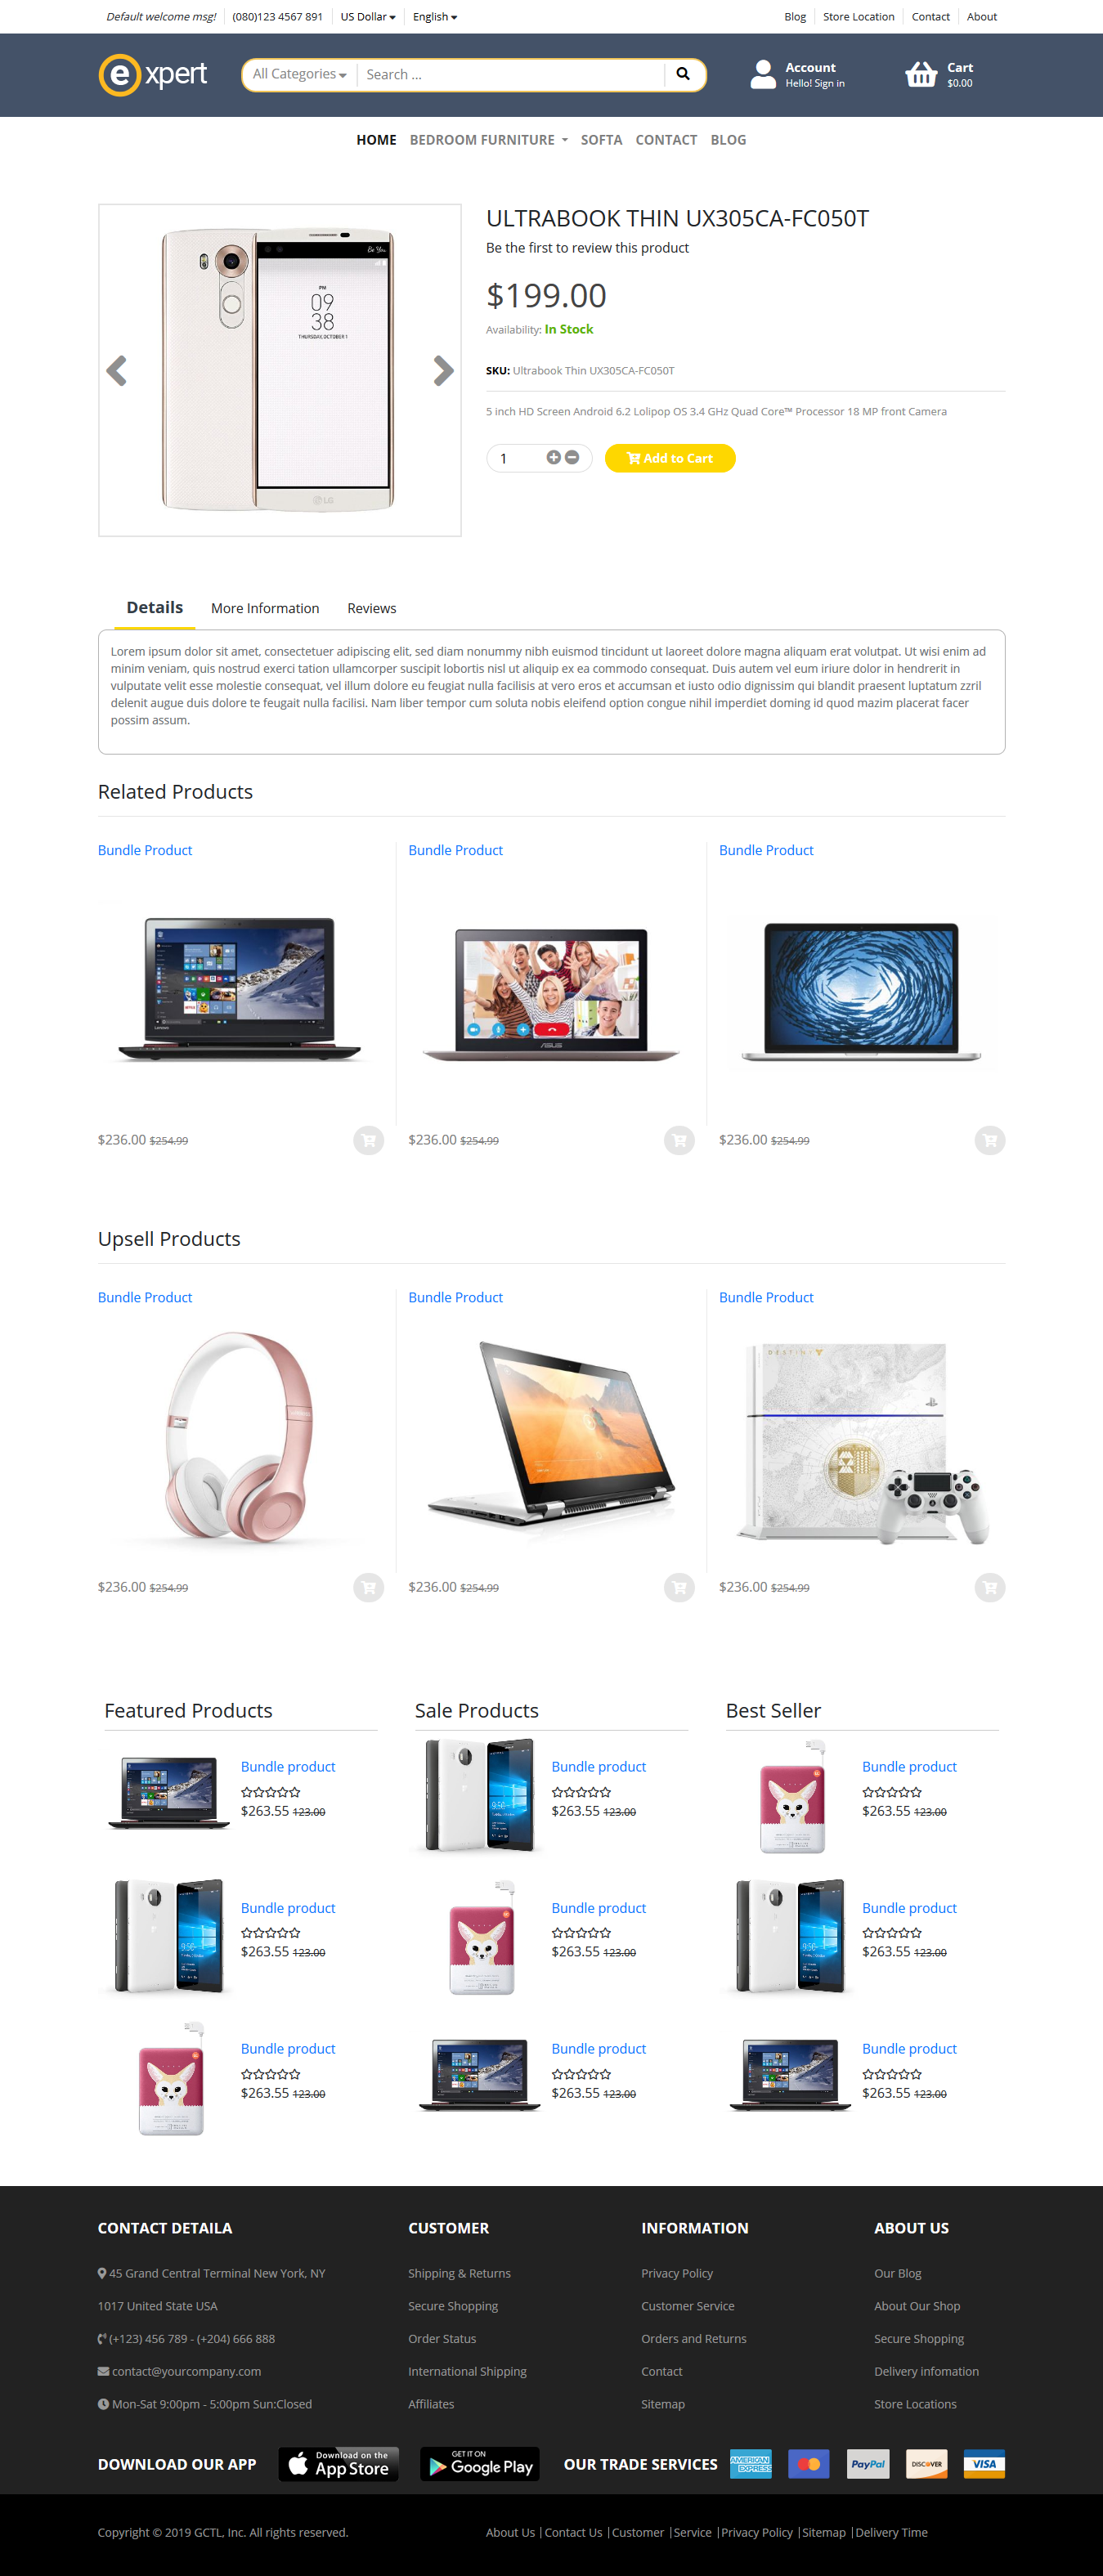 Default welcome msg! (080)123 4567 891 US Dollar English Blog Store Location Contact About
expert All Categories Search ... Account
Hello! Sign in
Cart
$0.00
HOME BEDROOM FURNITURE SOFTA CONTACT BLOG
Be You
PM
09
38
THURSDAY, OCTOBER 1
LG
ULTRABOOK THIN UX305CA-FC050T
Be the first to review this product
$199.00
Availability: In Stock
SKU: Ultrabook Thin UX305CA-FC050T
5 inch HD Screen Android 6.2 Lolipop OS 3.4 GHz Quad Core™ Processor 18 MP front Camera
1 Add to Cart
Details More Information Reviews
Lorem ipsum dolor sit amet, consectetuer adipiscing elit, sed diam nonummy nibh euismod tincidunt ut laoreet dolore magna aliquam erat volutpat. Ut wisi enim ad
minim veniam, quis nostrud exerci tation ullamcorper suscipit lobortis nisl ut aliquip ex ea commodo consequat. Duis autem vel eum iriure dolor in hendrerit in
vulputate velit esse molestie consequat, vel illum dolore eu feugiat nulla facilisis at vero eros et accumsan et iusto odio dignissim qui blandit praesent luptatum zzril
delenit augue duis dolore te feugait nulla facilisi. Nam liber tempor cum soluta nobis eleifend option congue nihil imperdiet doming id quod mazim placerat facer
possim assum.
Related Products
Bundle Product Bundle Product Bundle Product
Lenovo
ASUS
$236.00 $254.99 $236.00 $254.99 $236.00 $254.99
Upsell Products
Bundle Product Bundle Product Bundle Product
DESTINY
$236.00 $254.99 $236.00 $254.99 $236.00 $254.99
Featured Products Sale Products Best Seller
Bundle product Bundle product Bundle product
$263.55 123.00 $263.55 123.00 $263.55 123.00
Bundle product Bundle product Bundle product
$263.55 123.00 $263.55 123.00 $263.55 123.00
Bundle product Bundle product Bundle product
$263.55 123.00 $263.55 123.00 $263.55 123.00
CONTACT DETAILA CUSTOMER INFORMATION ABOUT US
45 Grand Central Terminal New York, NY Shipping & Returns Privacy Policy Our Blog
1017 United State USA Secure Shopping Customer Service About Our Shop
(+123) 456 789 - (+204) 666 888 Order Status Orders and Returns Secure Shopping
contact@yourcompany.com International Shipping Contact Delivery infomation
Mon-Sat 9:00pm - 5:00pm Sun:Closed Affiliates Sitemap Store Locations
DOWNLOAD OUR APP Download on the App Store GET IT ON Google Play OUR TRADE SERVICES AMERICAN EXPRESS PayPal DISCOVER VISA
Copyright © 2019 GCTL, Inc. All rights reserved. About Us |Contact Us |Customer |Service |Privacy Policy |Sitemap |Delivery Time